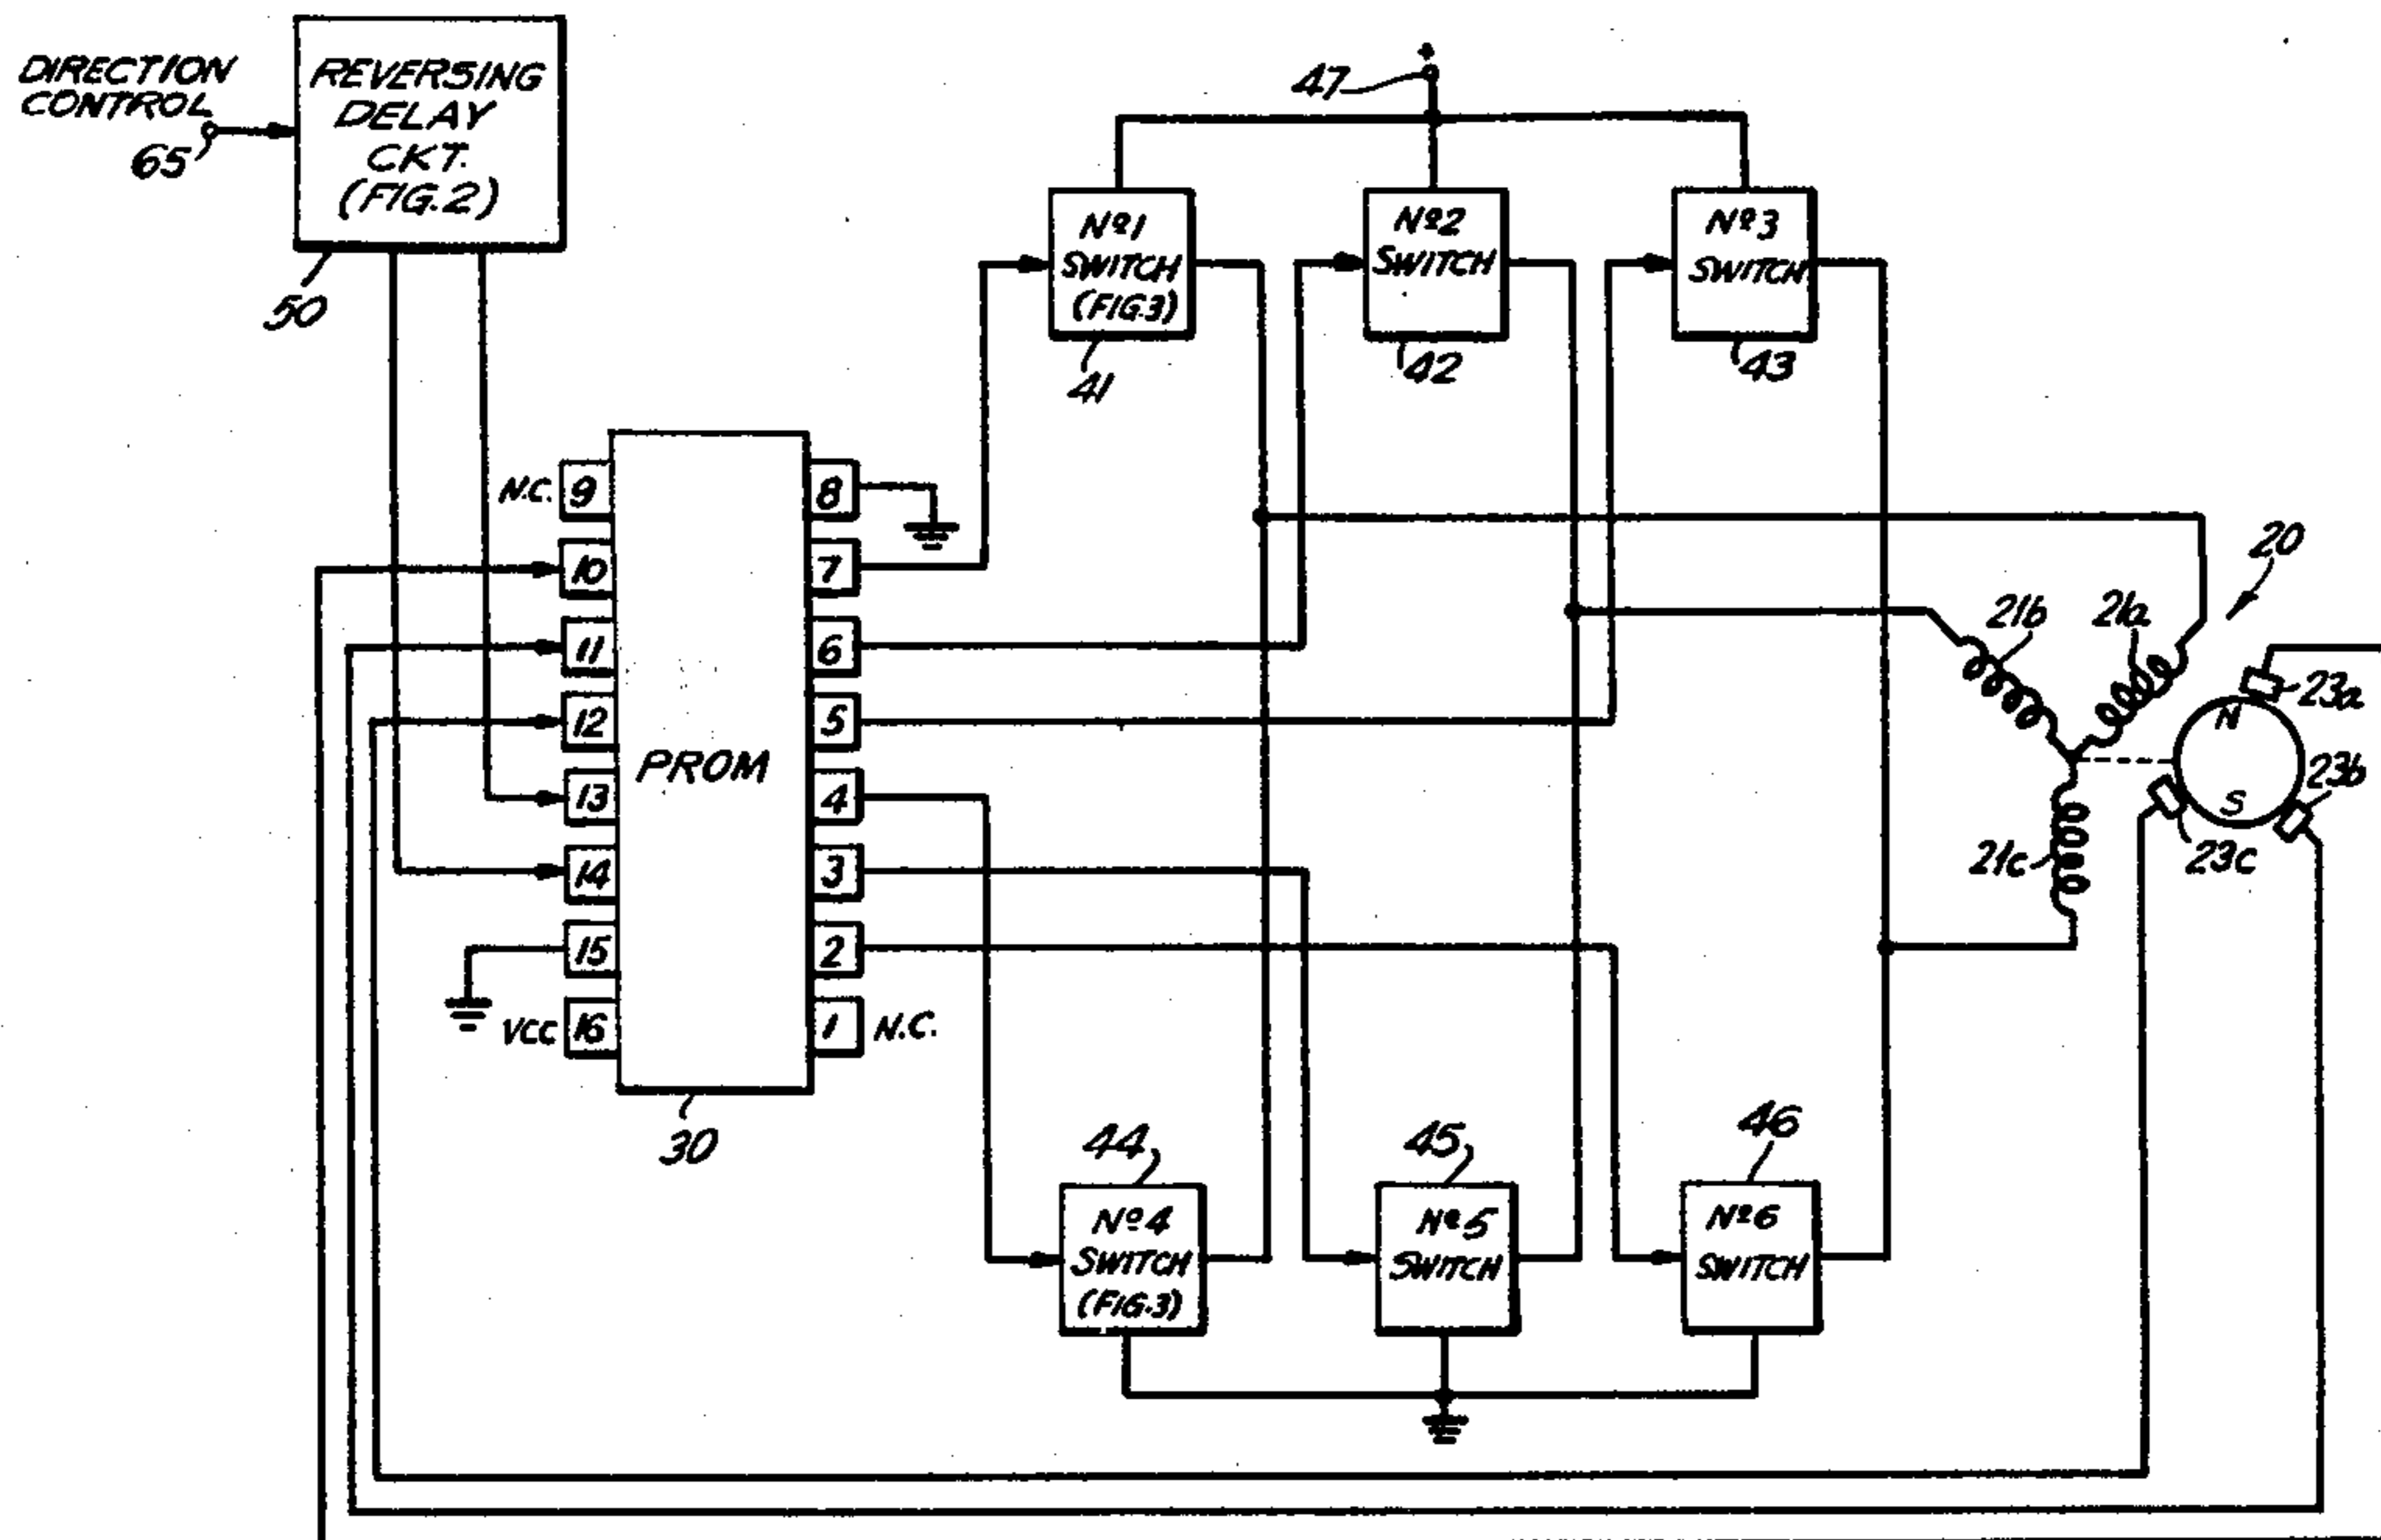 DIRECTION
CONTROL
65
REVERSING
DELAY
CKT.
(FIG.2)
50
+
47
Nº1
SWITCH
(FIG.3)
41
Nº2
SWITCH
42
Nº3
SWITCH
43
N.C. 9
10
11
12
13
14
15
VCC 16
PROM
30
8
7
6
5
4
3
2
1 N.C.
20
21b
21a
21c
23a
N
S
23b
23c
44
Nº4
SWITCH
(FIG.3)
45
Nº5
SWITCH
46
Nº6
SWITCH